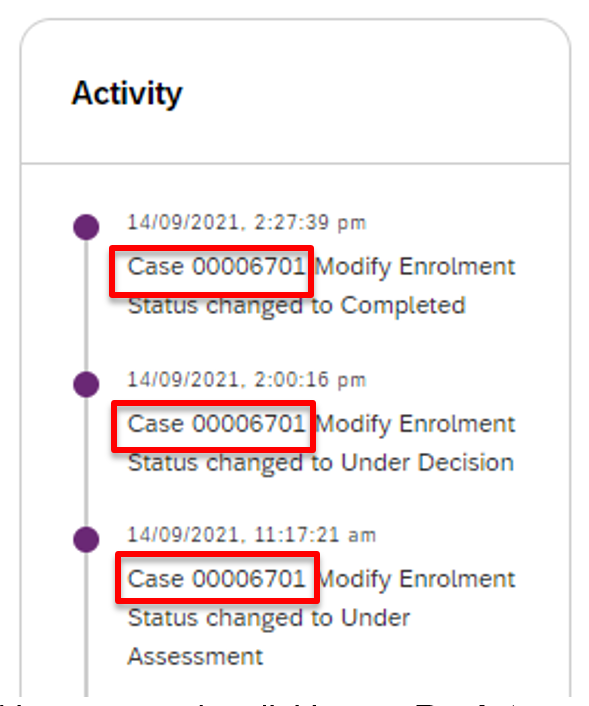 Activity
14/09/2021, 2:27:39 pm
Case 00006701 Modify Enrolment
Status changed to Completed
14/09/2021, 2:00:16 pm
Case 00006701 Modify Enrolment
Status changed to Under Decision
14/09/2021, 11:17:21 am
Case 00006701 Modify Enrolment
Status changed to Under
Assessment